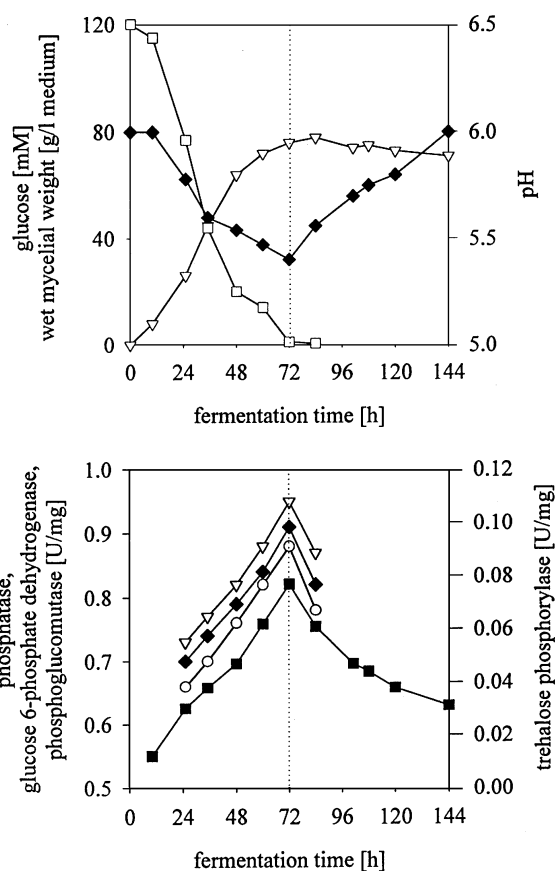 120
80
40
0
glucose [mM]
wet mycelial weight [g/l medium]
6.5
6.0
5.5
5.0
pH
0 24 48 72 96 120 144
fermentation time [h]
1.0
0.9
0.8
0.7
0.6
0.5
phosphatase,
glucose 6-phosphate dehydrogenase,
phosphoglucomutase [U/mg]
0.12
0.10
0.08
0.06
0.04
0.02
0.00
trehalose phosphorylase [U/mg]
0 24 48 72 96 120 144
fermentation time [h]